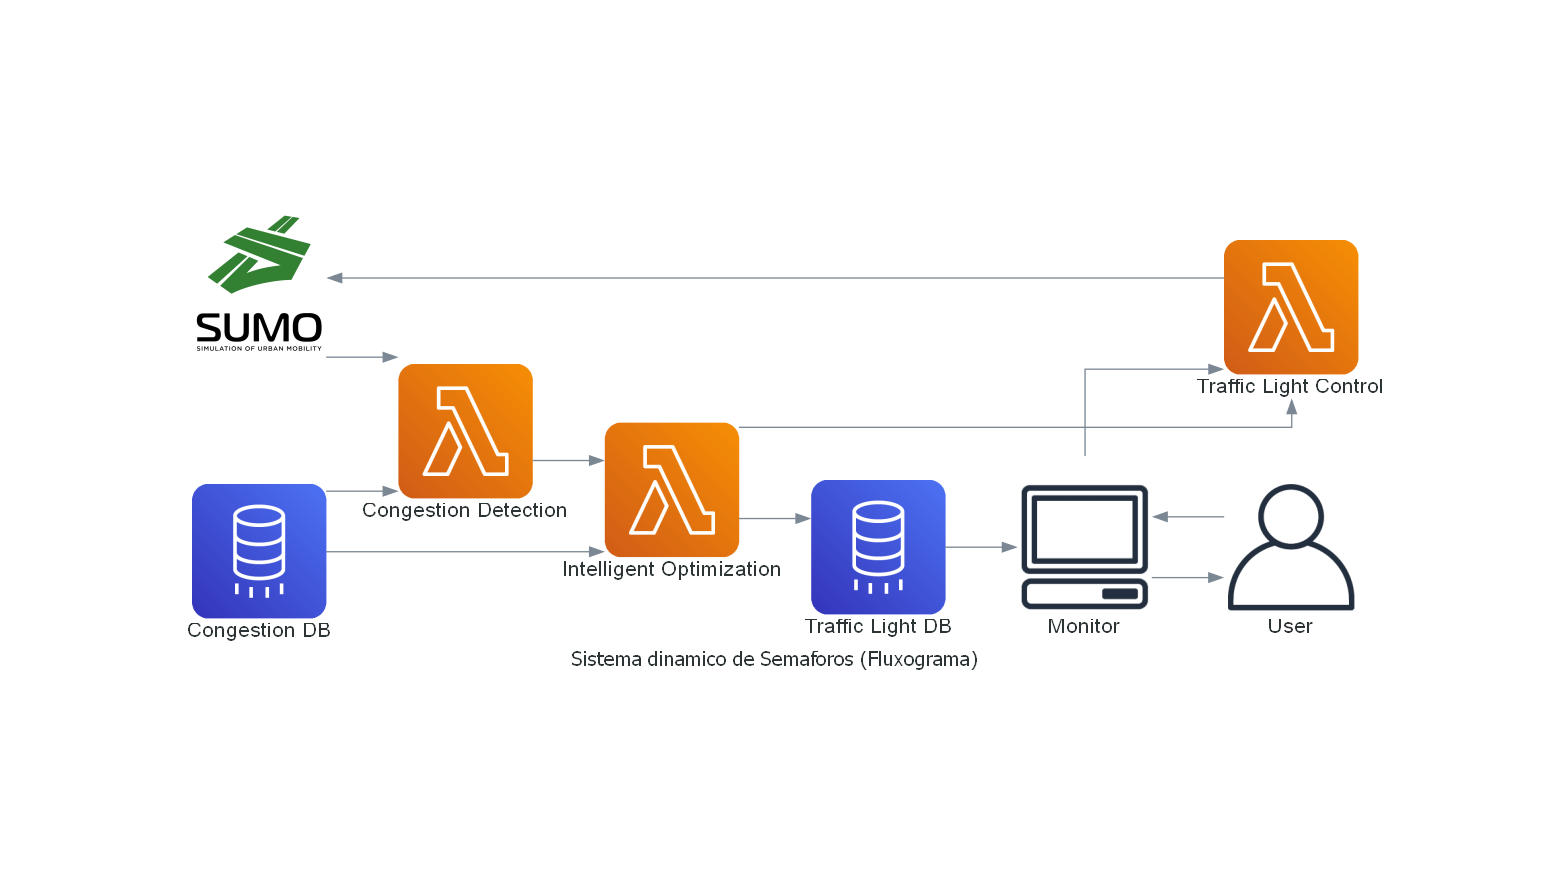 SUMO
SIMULATION OF URBAN MOBILITY
Traffic Light Control
Congestion Detection
Intelligent Optimization
Congestion DB
Traffic Light DB
Monitor
User
Sistema dinamico de Semaforos (Fluxograma)